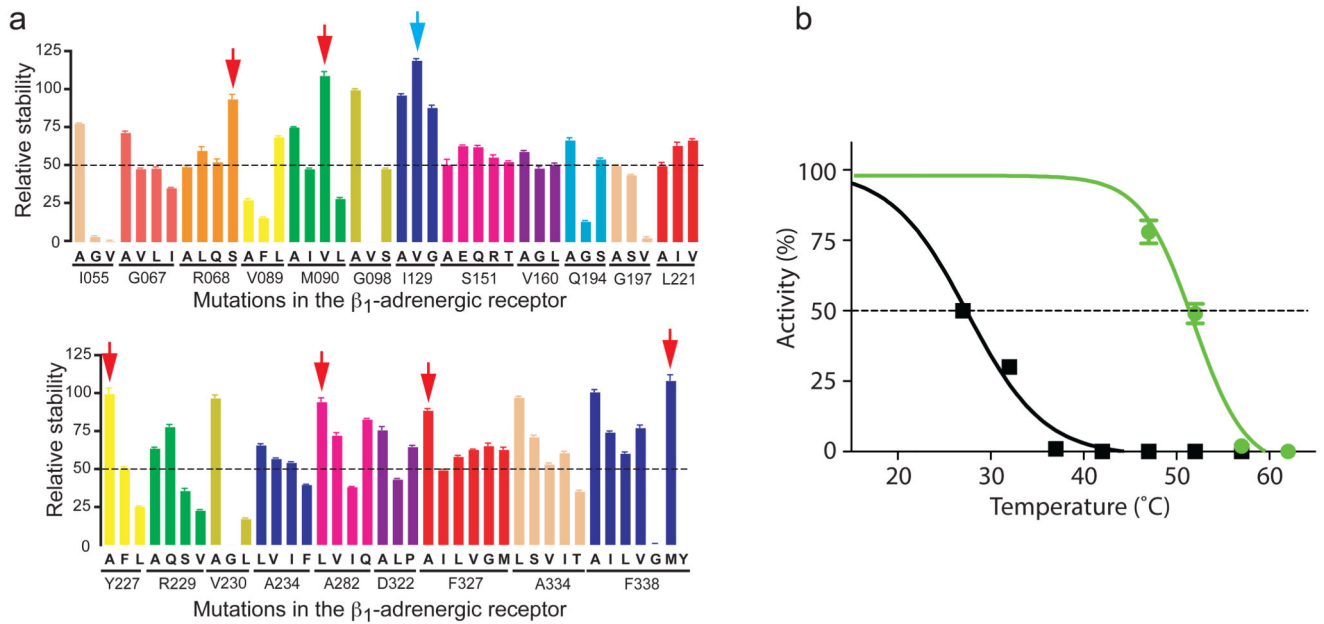 a
Relative stability
125
100
75
50
25
0
A G V A V L I A L Q S A F L A I V L A V S A V G A E Q R T A G L A G S A S V A I V
I055 G067 R068 V089 M090 G098 I129 S151 V160 Q194 G197 L221
Mutations in the β1-adrenergic receptor
Relative stability
125
100
75
50
25
0
A F L A Q S V A G L L V I F L V I Q A L P A I L V G M L S V I T A I L V G M Y
Y227 R229 V230 A234 A282 D322 F327 A334 F338
Mutations in the β1-adrenergic receptor
b
Activity (%)
100
75
50
25
0
20 30 40 50 60
Temperature (˚C)